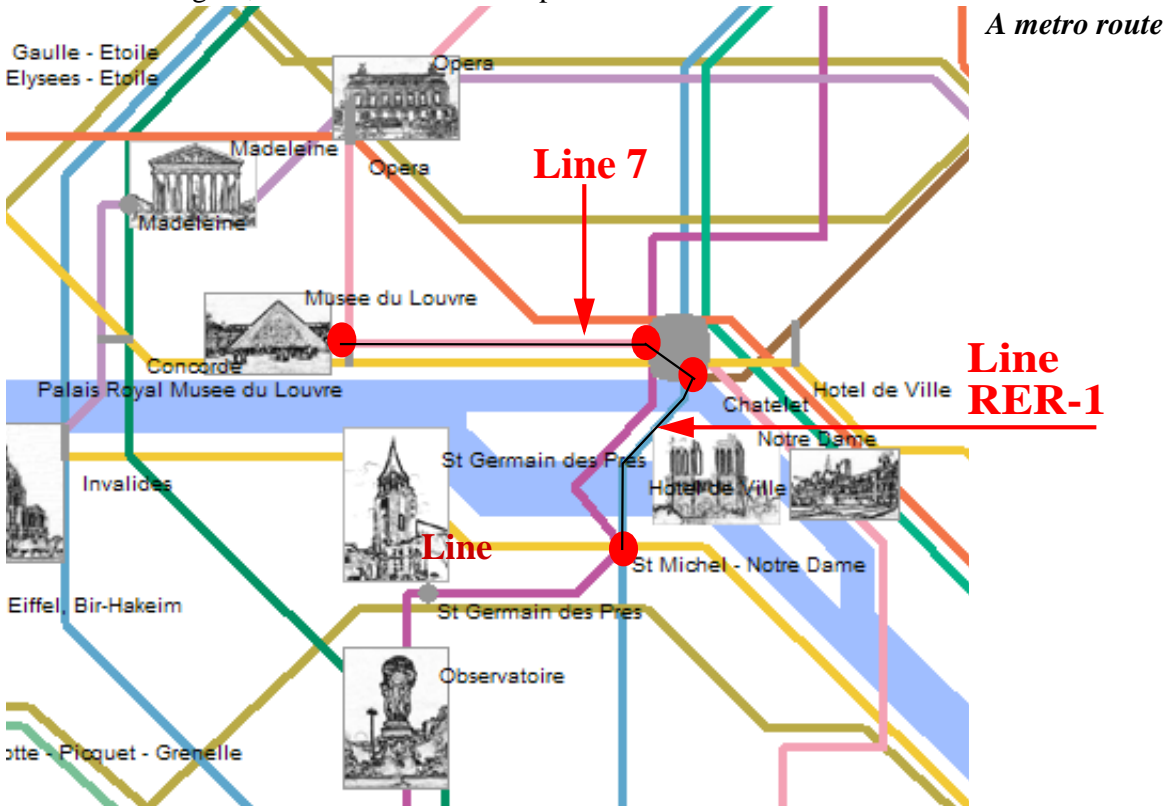 A metro route
Gaulle - Etoile
Elysees - Etoile
Opera
Madeleine
Opera
Line 7
Madeleine
Musee du Louvre
Concorde
Palais Royal Musee du Louvre
Hotel de Ville
Chatelet
Line
RER-1
Notre Dame
St Germain des Pres
Invalides
Hotel de Ville
Line
St Michel - Notre Dame
Eiffel, Bir-Hakeim
St Germain des Pres
Observatoire
otte - Picquet - Grenelle